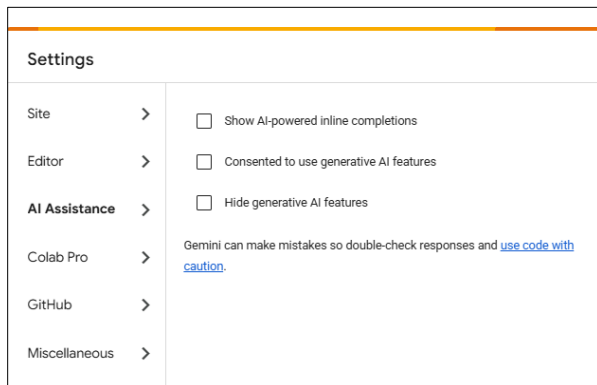 Settings
Site
Editor
AI Assistance
Colab Pro
GitHub
Miscellaneous
Show AI-powered inline completions
Consented to use generative AI features
Hide generative AI features
Gemini can make mistakes so double-check responses and use code with
caution.